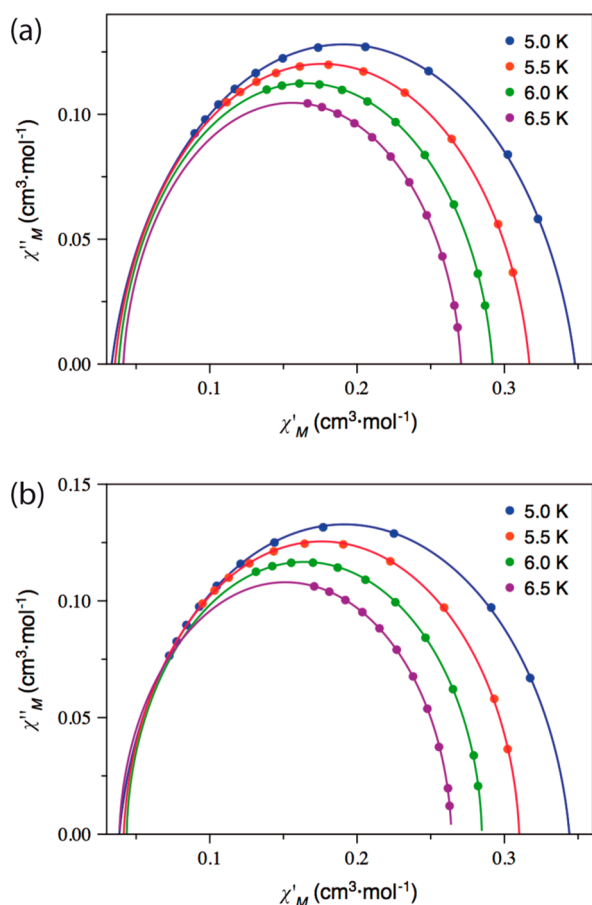 (a)
5.0 K
5.5 K
6.0 K
6.5 K
χ''M (cm³·mol⁻¹)
0.10
0.05
0.00
0.1 0.2 0.3
χ'M (cm³·mol⁻¹)
(b)
0.15
5.0 K
5.5 K
6.0 K
6.5 K
χ''M (cm³·mol⁻¹)
0.10
0.05
0.00
0.1 0.2 0.3
χ'M (cm³·mol⁻¹)